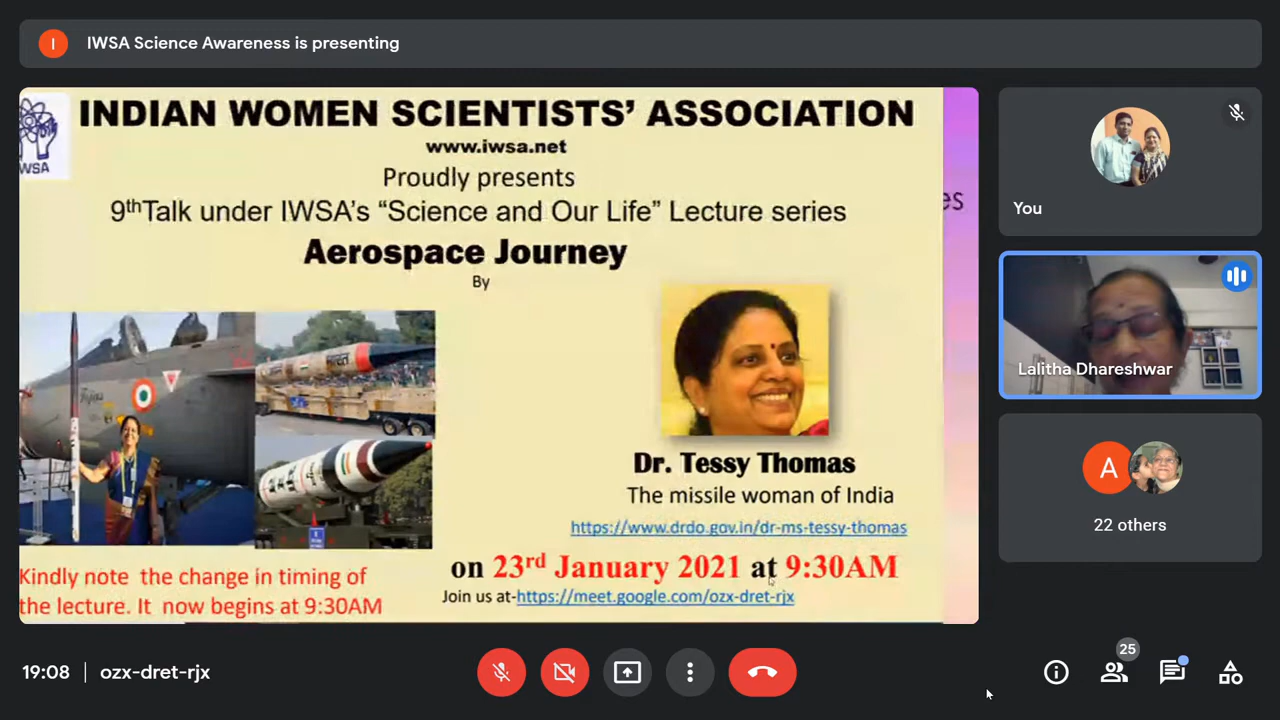 I
IWSA Science Awareness is presenting
INDIAN WOMEN SCIENTISTS’ ASSOCIATION
www.iwsa.net
WSA
Proudly presents
es
9thTalk under IWSA’s “Science and Our Life” Lecture series
Aerospace Journey
By
Dr. Tessy Thomas
The missile woman of India
https://www.drdo.gov.in/dr-ms-tessy-thomas
on 23rd January 2021 at 9:30AM
Join us at-https://meet.google.com/ozx-dret-rjx
Kindly note the change in timing of
the lecture. It now begins at 9:30AM
You
Lalitha Dhareshwar
A
22 others
19:08 | ozx-dret-rjx
25